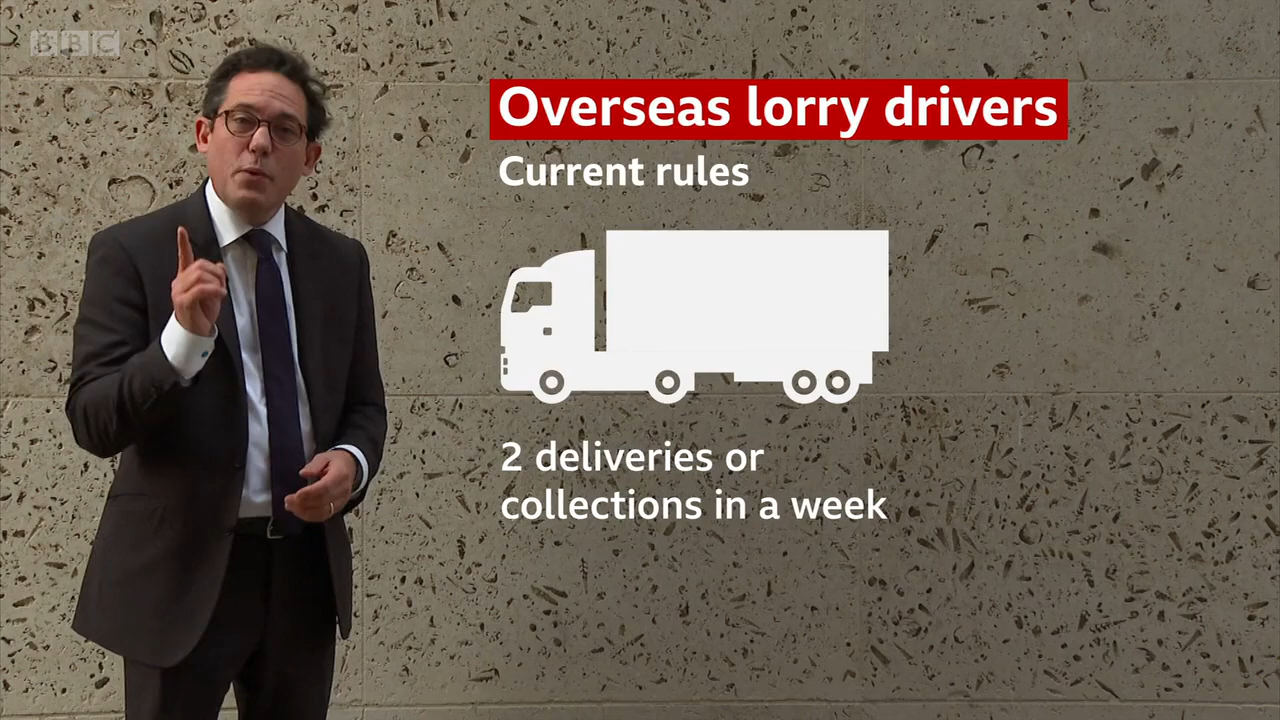 BBC
Overseas lorry drivers
Current rules
2 deliveries or
collections in a week